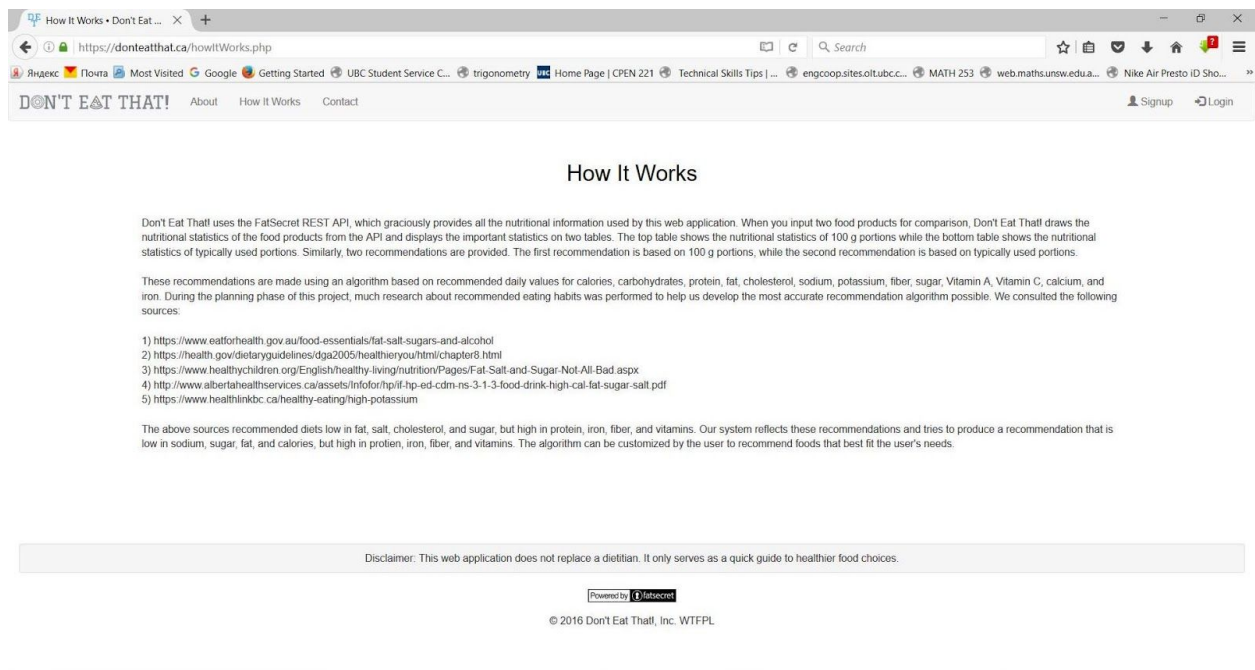 How It Works • Don't Eat ...
https://donteatthat.ca/howItWorks.php
Search
Яндекс Почта Most Visited Google Getting Started UBC Student Service C... trigonometry UBC Home Page | CPEN 221 Technical Skills Tips | ... engcoop.sites.olt.ubc.c... MATH 253 web.maths.unsw.edu.a... Nike Air Presto iD Sho...
DON'T EAT THAT! About How It Works Contact Signup Login
How It Works
Don't Eat That! uses the FatSecret REST API, which graciously provides all the nutritional information used by this web application. When you input two food products for comparison, Don't Eat That! draws the
nutritional statistics of the food products from the API and displays the important statistics on two tables. The top table shows the nutritional statistics of 100 g portions while the bottom table shows the nutritional
statistics of typically used portions. Similarly, two recommendations are provided. The first recommendation is based on 100 g portions, while the second recommendation is based on typically used portions.
These recommendations are made using an algorithm based on recommended daily values for calories, carbohydrates, protein, fat, cholesterol, sodium, potassium, fiber, sugar, Vitamin A, Vitamin C, calcium, and
iron. During the planning phase of this project, much research about recommended eating habits was performed to help us develop the most accurate recommendation algorithm possible. We consulted the following
sources:
1) https://www.eatforhealth.gov.au/food-essentials/fat-salt-sugars-and-alcohol
2) https://health.gov/dietaryguidelines/dga2005/healthieryou/html/chapter8.html
3) https://www.healthychildren.org/English/healthy-living/nutrition/Pages/Fat-Salt-and-Sugar-Not-All-Bad.aspx
4) http://www.albertahealthservices.ca/assets/Infofor/hp/if-hp-ed-cdm-ns-3-1-3-food-drink-high-cal-fat-sugar-salt.pdf
5) https://www.healthlinkbc.ca/healthy-eating/high-potassium
The above sources recommended diets low in fat, salt, cholesterol, and sugar, but high in protein, iron, fiber, and vitamins. Our system reflects these recommendations and tries to produce a recommendation that is
low in sodium, sugar, fat, and calories, but high in protien, iron, fiber, and vitamins. The algorithm can be customized by the user to recommend foods that best fit the user's needs.
Disclaimer: This web application does not replace a dietitian. It only serves as a quick guide to healthier food choices.
Powered by fatsecret
© 2016 Don't Eat That!, Inc. WTFPL